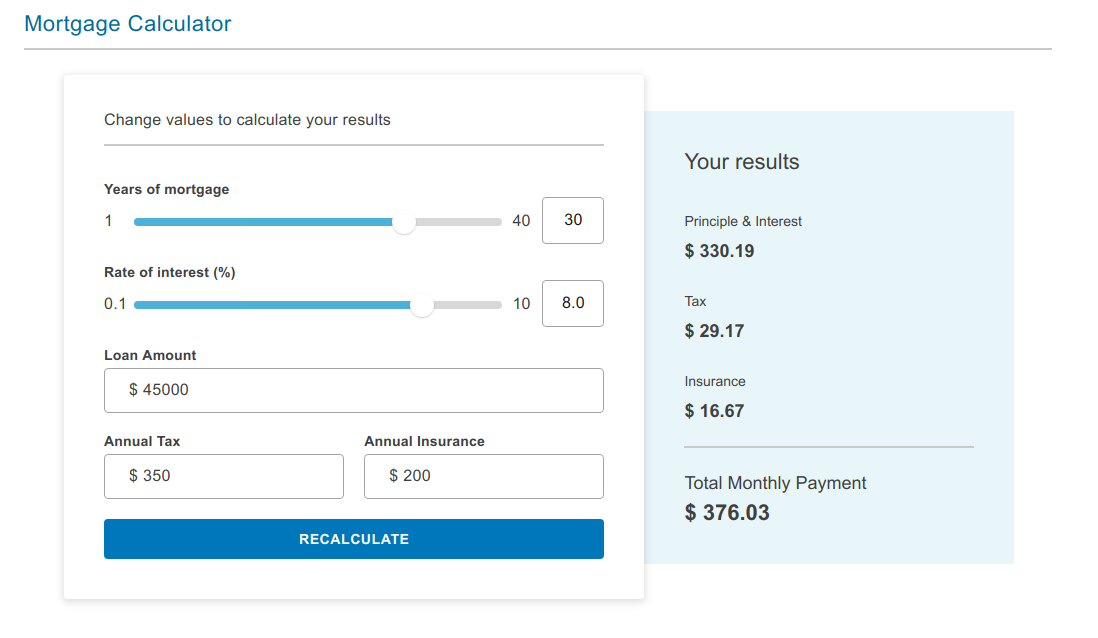 Mortgage Calculator
Change values to calculate your results
Years of mortgage
1 40 30
Rate of interest (%)
0.1 10 8.0
Loan Amount
$ 45000
Annual Tax Annual Insurance
$ 350 $ 200
RECALCULATE
Your results
Principle & Interest
$ 330.19
Tax
$ 29.17
Insurance
$ 16.67
Total Monthly Payment
$ 376.03